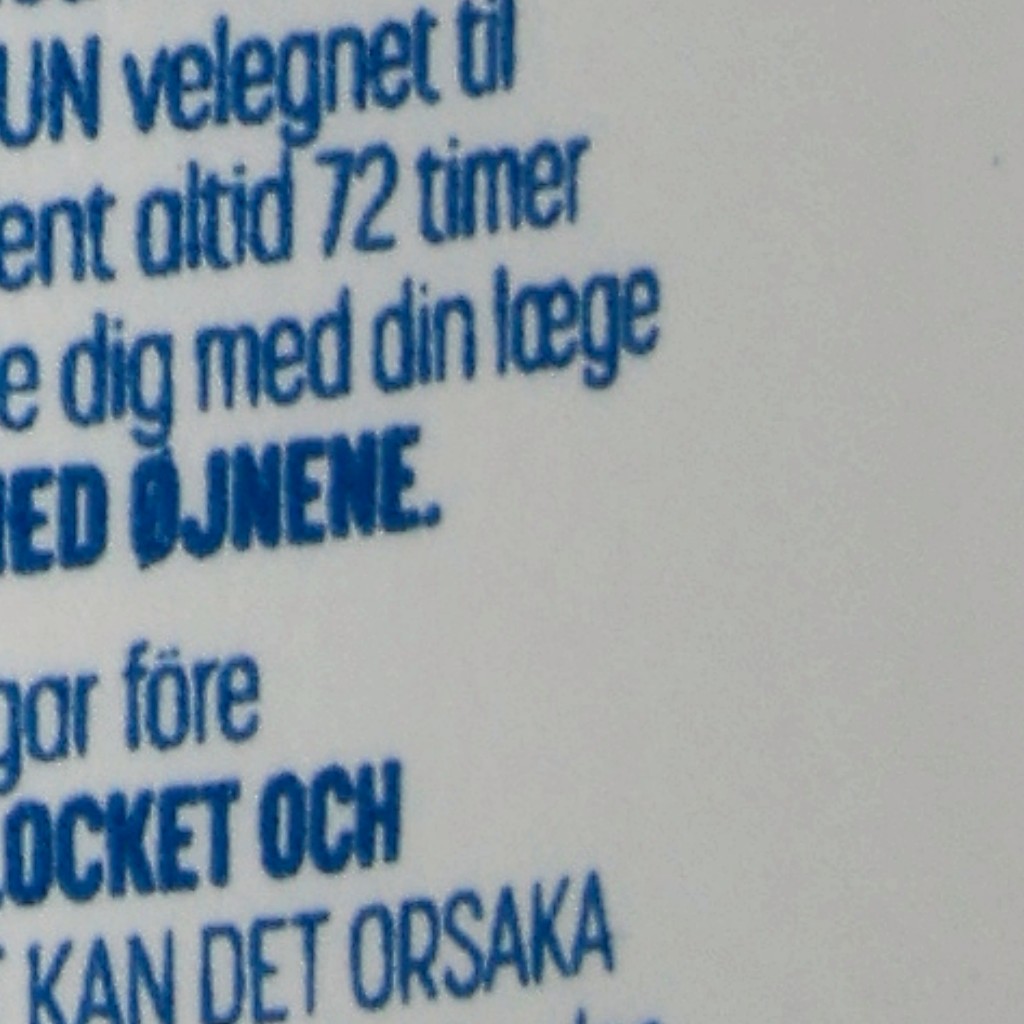 UN velegnet til
ent altid 72 timer
e dig med din læge
ED ØJNENE.
gar före
LOCKET OCH
KAN DET ORSAKA